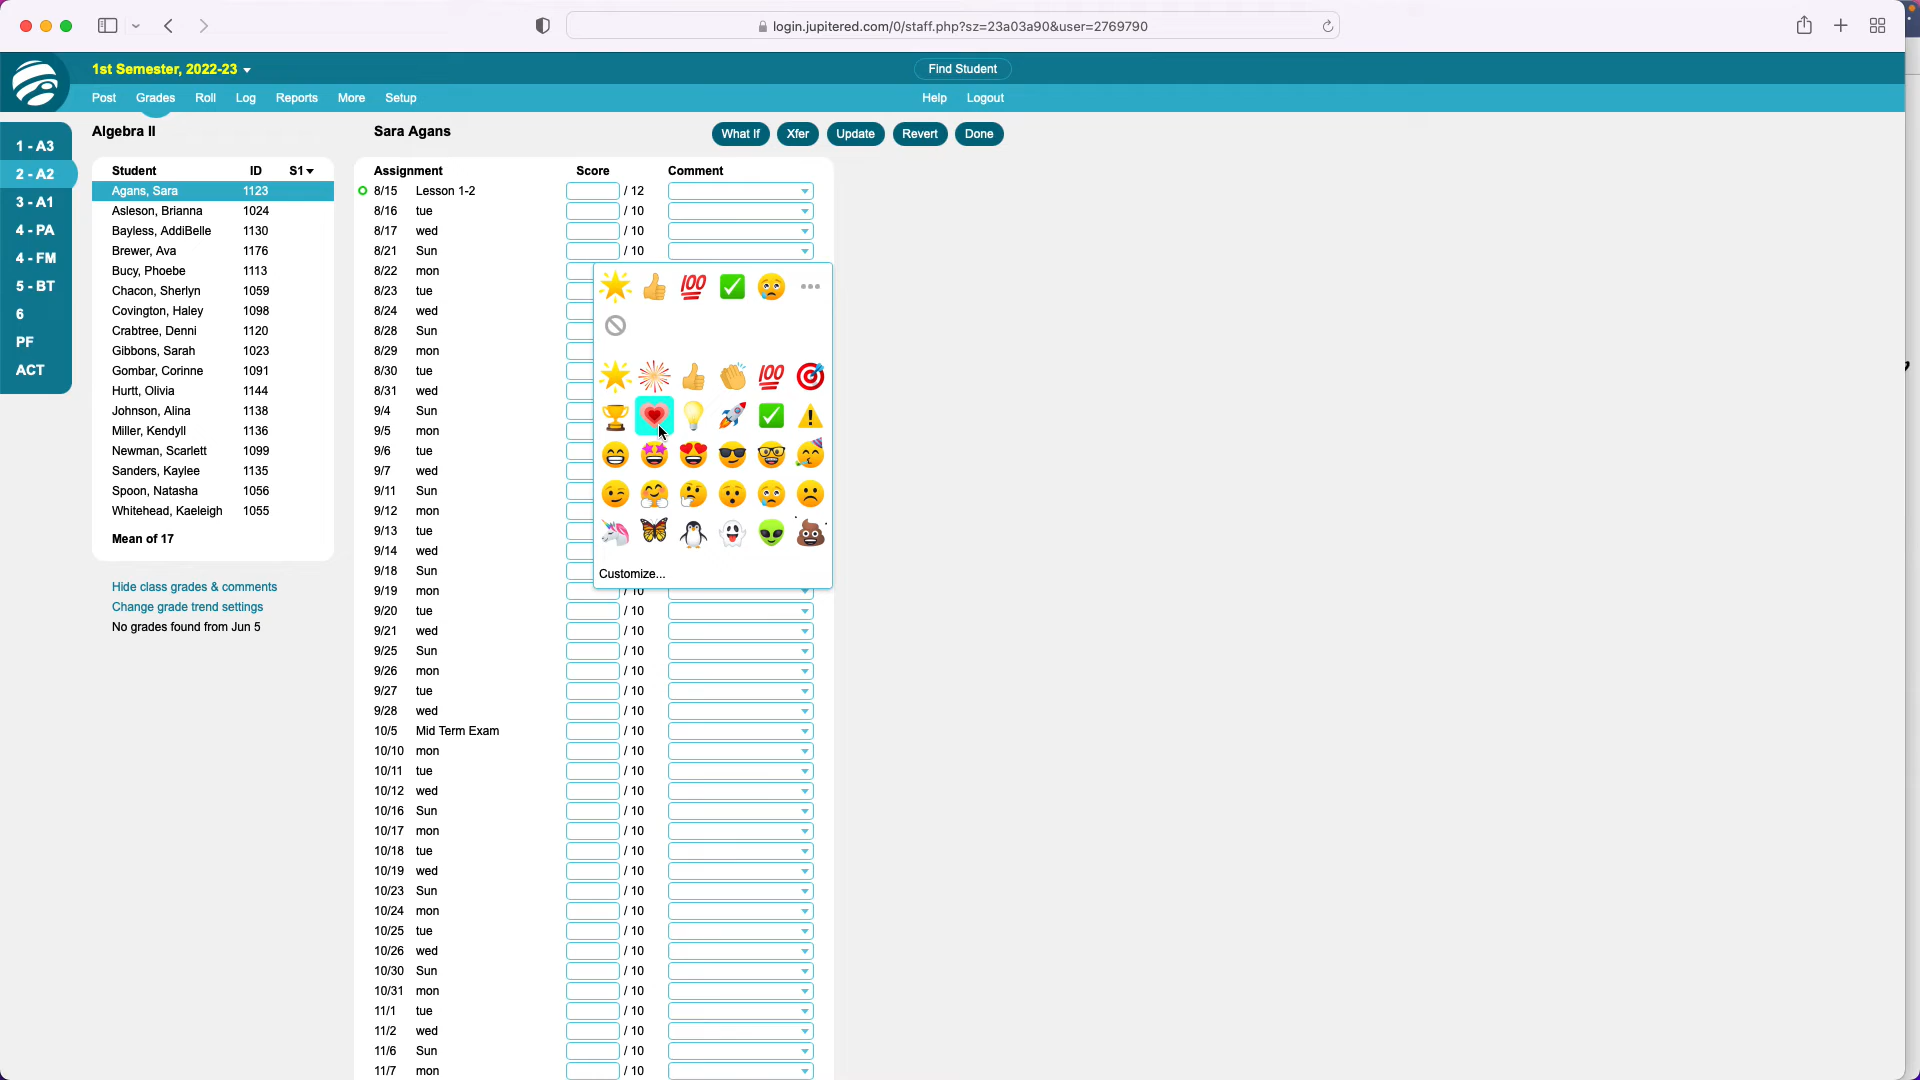 login.jupitered.com/0/staff.php?sz=23a03a90&user=2769790
1st Semester, 2022-23
Find Student
Post Grades Roll Log Reports More Setup Help Logout
Algebra II
Sara Agans
What If Xfer Update Revert Done
1 - A3
2 - A2
3 - A1
4 - PA
4 - FM
5 - BT
6
PF
ACT
Student ID S1
Agans, Sara 1123
Asleson, Brianna 1024
Bayless, AddiBelle 1130
Brewer, Ava 1176
Bucy, Phoebe 1113
Chacon, Sherlyn 1059
Covington, Haley 1098
Crabtree, Denni 1120
Gibbons, Sarah 1023
Gombar, Corinne 1091
Hurtt, Olivia 1144
Johnson, Alina 1138
Miller, Kendyll 1136
Newman, Scarlett 1099
Sanders, Kaylee 1135
Spoon, Natasha 1056
Whitehead, Kaeleigh 1055
Mean of 17
Hide class grades & comments
Change grade trend settings
No grades found from Jun 5
Assignment Score Comment
8/15 Lesson 1-2 / 12
8/16 tue / 10
8/17 wed / 10
8/21 Sun / 10
8/22 mon
8/23 tue
8/24 wed
8/28 Sun
8/29 mon
8/30 tue
8/31 wed
9/4 Sun
9/5 mon
9/6 tue
9/7 wed
9/11 Sun
9/12 mon
9/13 tue
9/14 wed
9/18 Sun
9/19 mon / 10
9/20 tue / 10
9/21 wed / 10
9/25 Sun / 10
9/26 mon / 10
9/27 tue / 10
9/28 wed / 10
10/5 Mid Term Exam / 10
10/10 mon / 10
10/11 tue / 10
10/12 wed / 10
10/16 Sun / 10
10/17 mon / 10
10/18 tue / 10
10/19 wed / 10
10/23 Sun / 10
10/24 mon / 10
10/25 tue / 10
10/26 wed / 10
10/30 Sun / 10
10/31 mon / 10
11/1 tue / 10
11/2 wed / 10
11/6 Sun / 10
11/7 mon / 10
100
100
Customize...